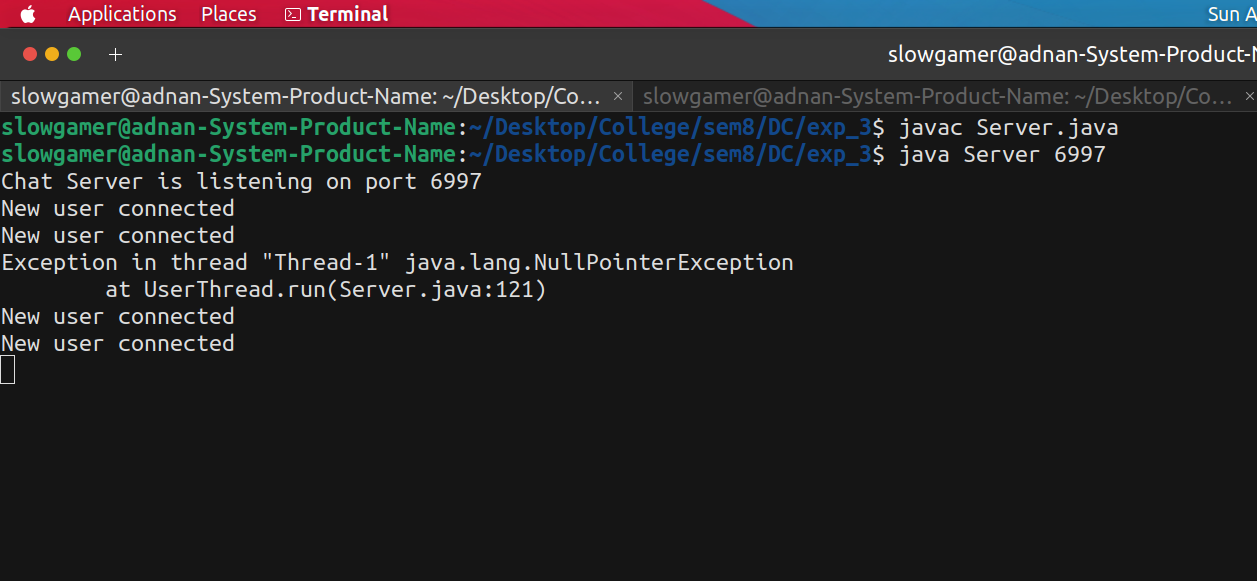 Applications Places Terminal Sun A
slowgamer@adnan-System-Product-N
slowgamer@adnan-System-Product-Name: ~/Desktop/Co... × slowgamer@adnan-System-Product-Name: ~/Desktop/Co... ×
slowgamer@adnan-System-Product-Name:~/Desktop/College/sem8/DC/exp_3$ javac Server.java
slowgamer@adnan-System-Product-Name:~/Desktop/College/sem8/DC/exp_3$ java Server 6997
Chat Server is listening on port 6997
New user connected
New user connected
Exception in thread "Thread-1" java.lang.NullPointerException
        at UserThread.run(Server.java:121)
New user connected
New user connected